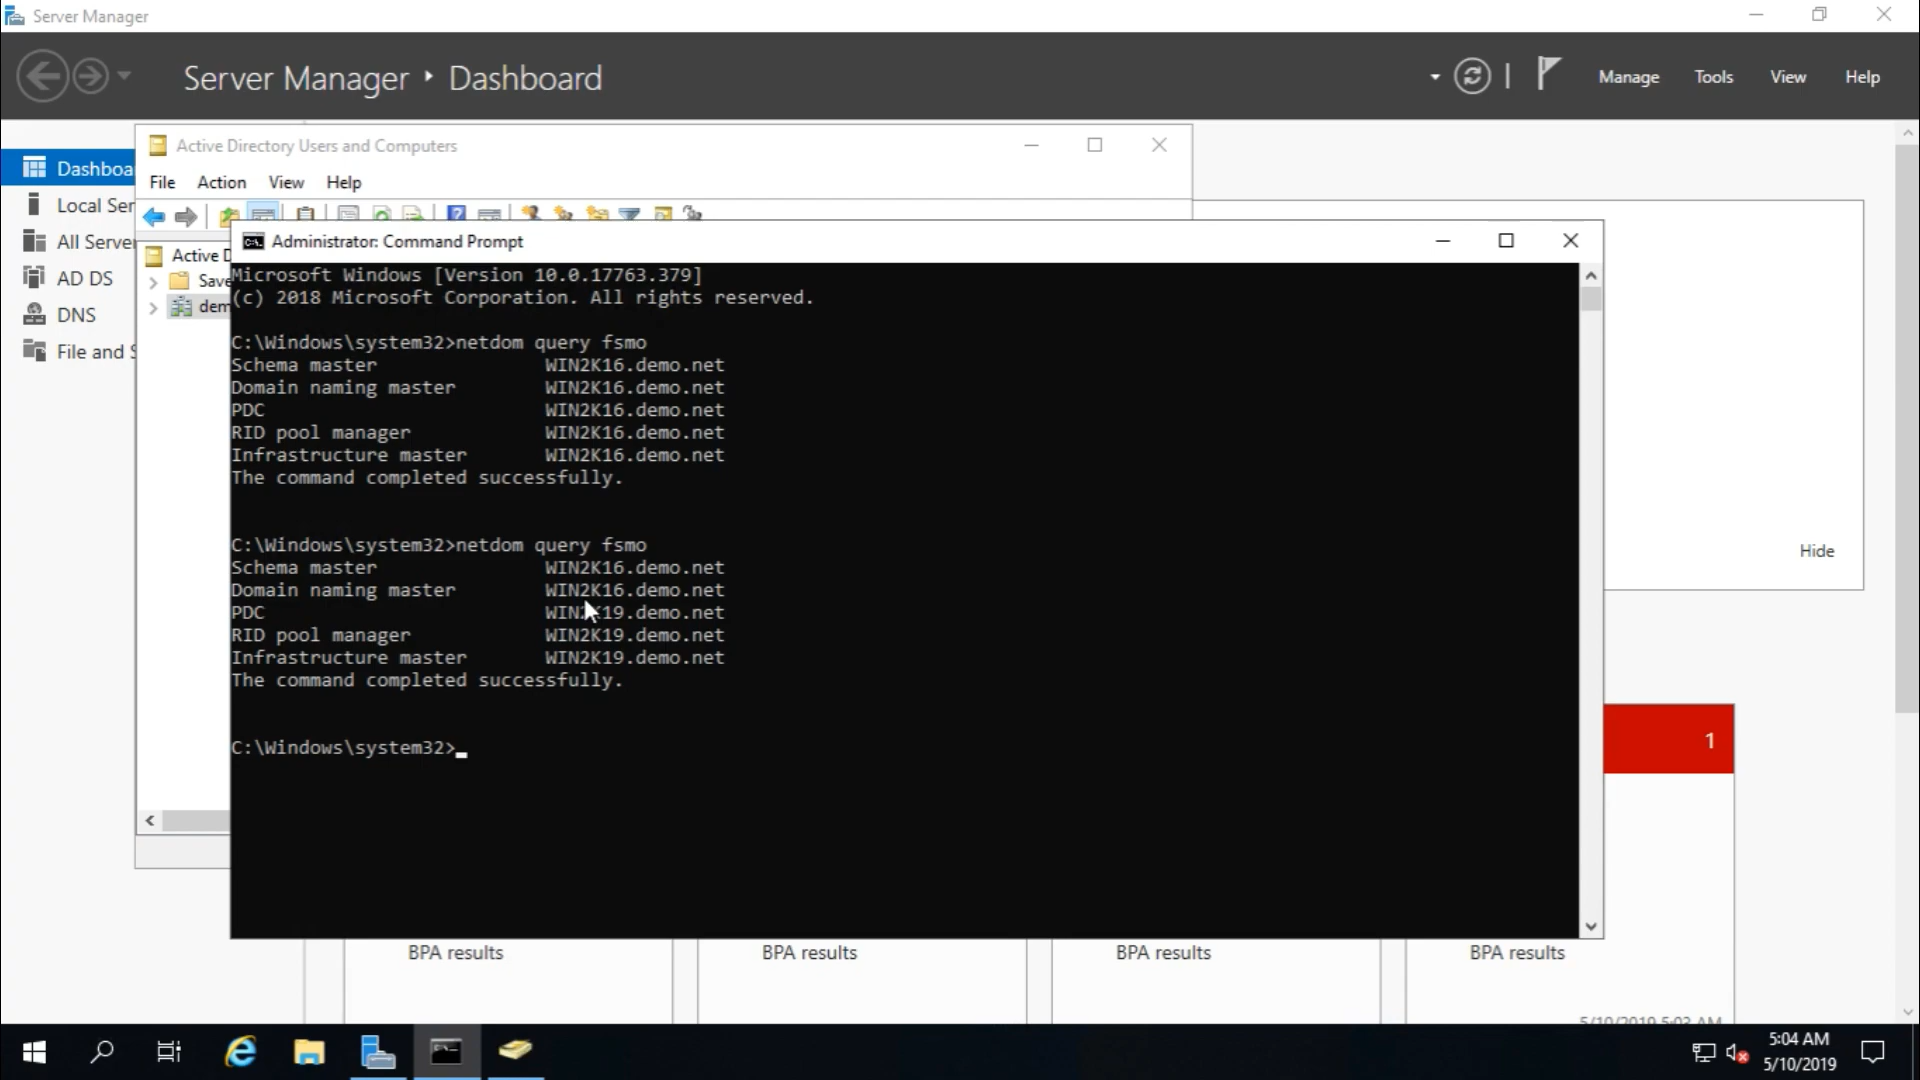 Server Manager
Server Manager ‣ Dashboard
Manage Tools View Help
Dashboa
Local Ser
All Server
AD DS
DNS
File and S
Active Directory Users and Computers
File Action View Help
Active D
Save
dem
Administrator: Command Prompt
Microsoft Windows [Version 10.0.17763.379]
(c) 2018 Microsoft Corporation. All rights reserved.
C:\Windows\system32>netdom query fsmo
Schema master WIN2K16.demo.net
Domain naming master WIN2K16.demo.net
PDC WIN2K16.demo.net
RID pool manager WIN2K16.demo.net
Infrastructure master WIN2K16.demo.net
The command completed successfully.
C:\Windows\system32>netdom query fsmo
Schema master WIN2K16.demo.net
Domain naming master WIN2K16.demo.net
PDC WIN2K19.demo.net
RID pool manager WIN2K19.demo.net
Infrastructure master WIN2K19.demo.net
The command completed successfully.
C:\Windows\system32>
Hide
1
BPA results BPA results BPA results BPA results
5/10/2019 5:03 AM
5:04 AM
5/10/2019